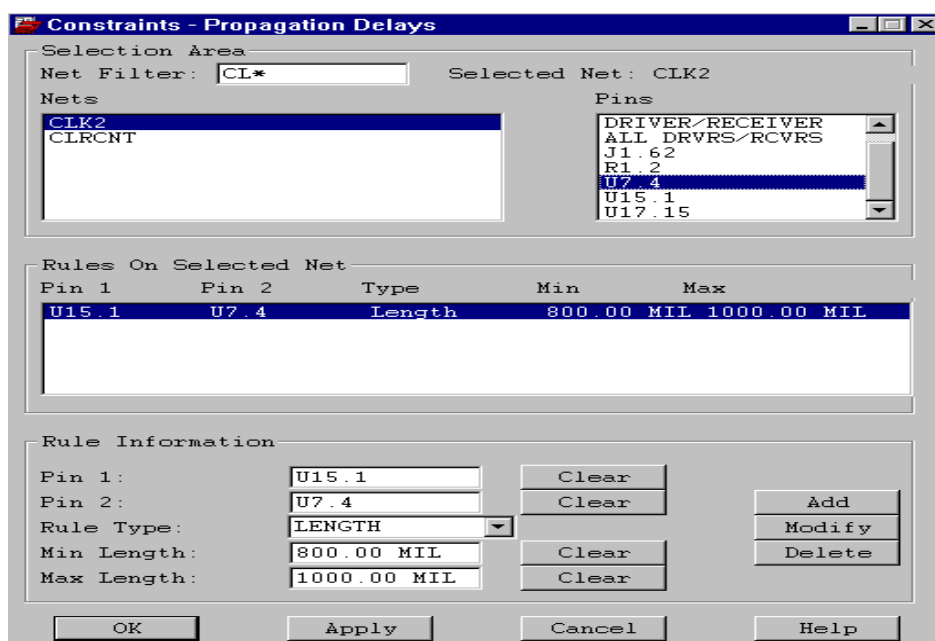 Constraints - Propagation Delays
Selection Area
Net Filter: CL* Selected Net: CLK2
Nets Pins
CLK2
CLRCNT
DRIVER/RECEIVER
ALL DRVRS/RCVRS
J1.62
R1.2
U7.4
U15.1
U17.15
Rules On Selected Net
Pin 1 Pin 2 Type Min Max
U15.1 U7.4 Length 800.00 MIL 1000.00 MIL
Rule Information
Pin 1: U15.1 Clear
Pin 2: U7.4 Clear Add
Rule Type: LENGTH Modify
Min Length: 800.00 MIL Clear Delete
Max Length: 1000.00 MIL Clear
OK Apply Cancel Help